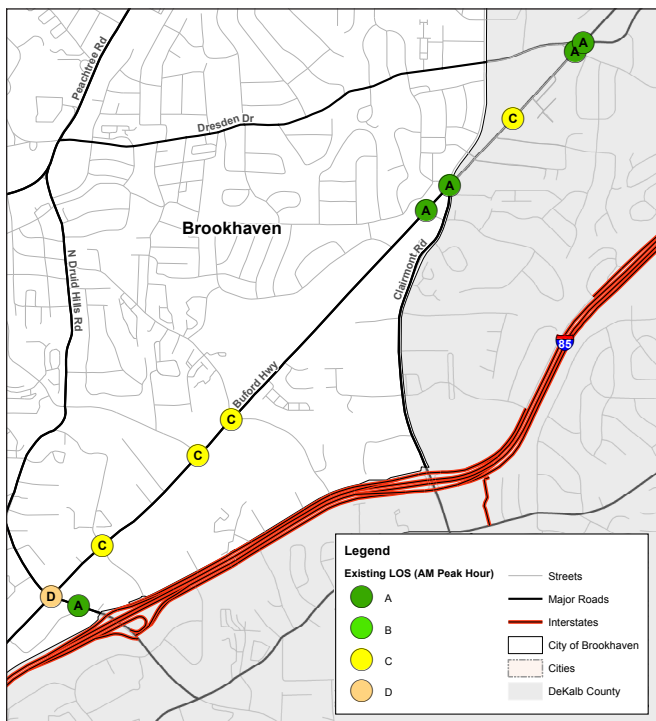 Peachtree Rd
A
A
Dresden Dr
C
A
A
Brookhaven
Clairmont Rd
N Druid Hills Rd
85
Buford Hwy
C
C
C
D
A
Legend
Existing LOS (AM Peak Hour)
A
B
C
D
Streets
Major Roads
Interstates
City of Brookhaven
Cities
DeKalb County